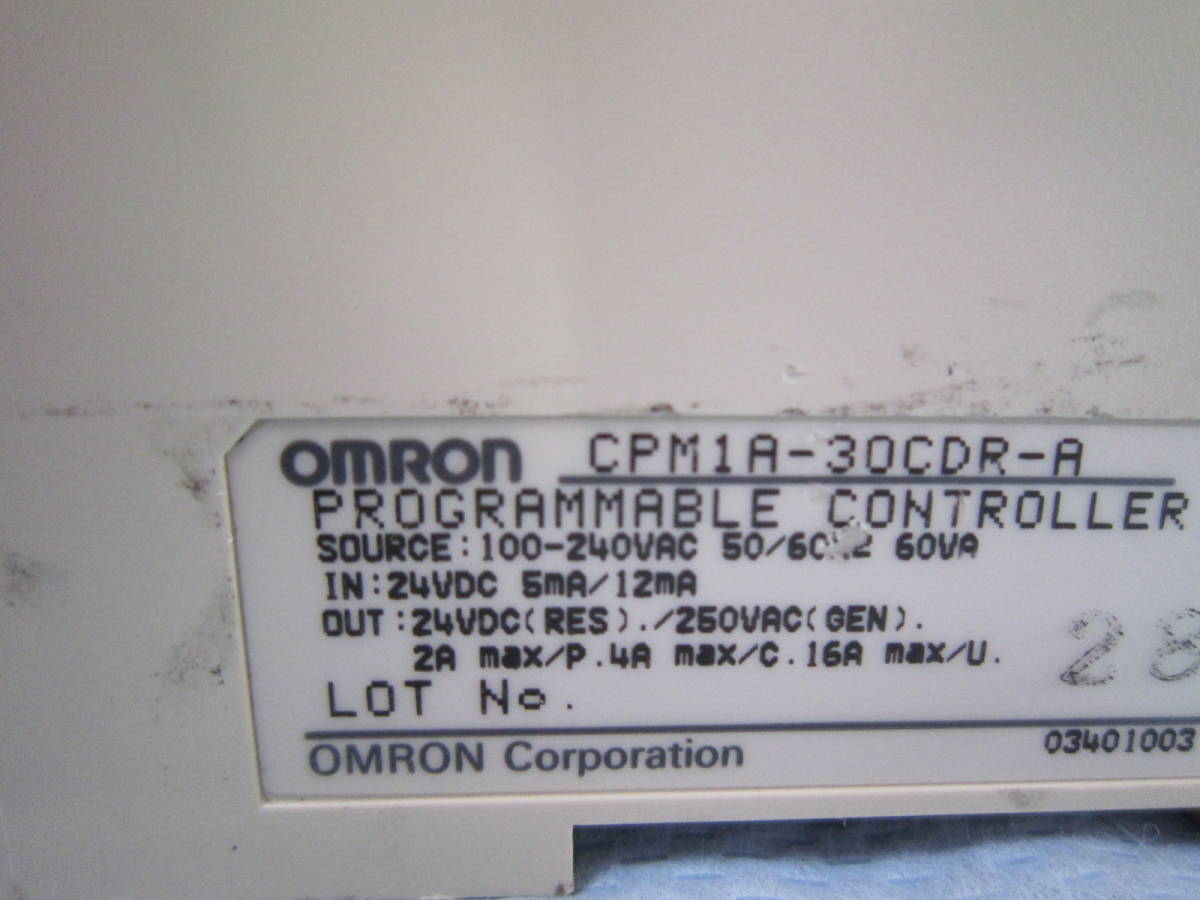 OMRON CPM1A-30CDR-A
PROGRAMMABLE CONTROLLER
SOURCE:100-240VAC 50/60Hz 60VA
IN:24VDC 5mA/12mA
OUT:24VDC(RES)./250VAC(GEN).
2A max/P.4A max/C.16A max/U.
28
LOT No.
OMRON Corporation
03401003